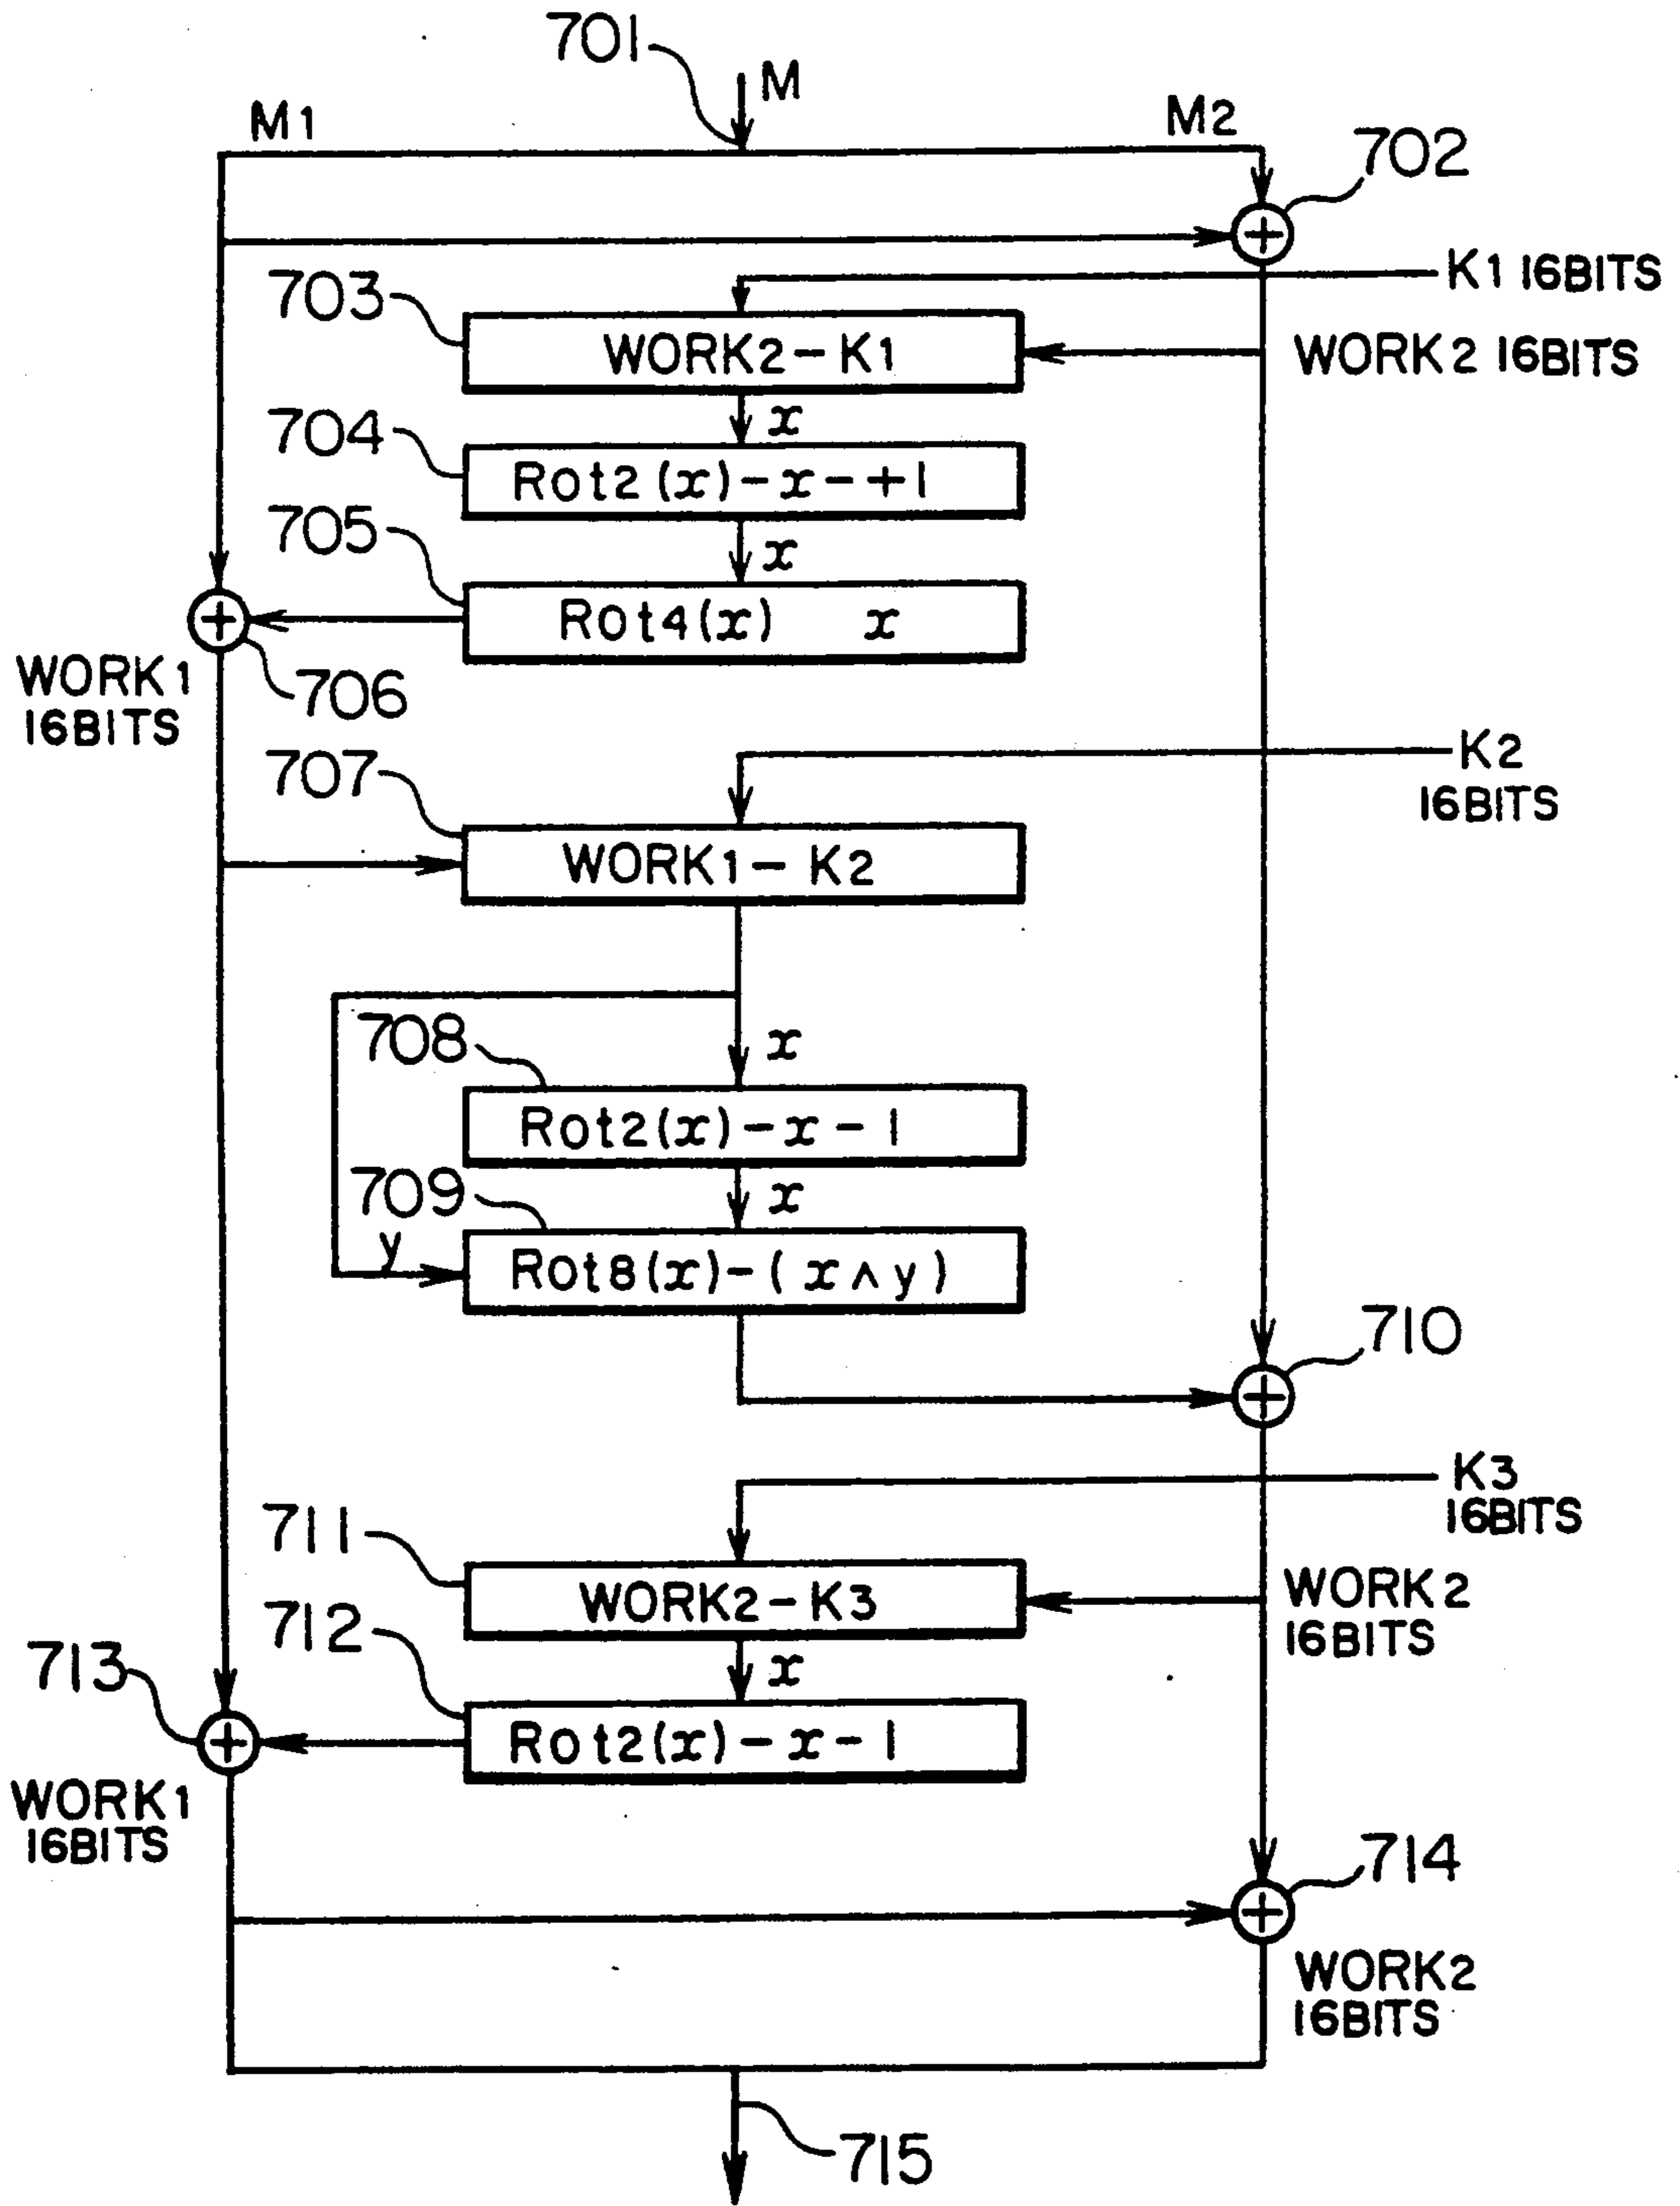 701
M
M1
M2
702
K1 16BITS
703
WORK2-K1
WORK2 16BITS
x
704
Rot2(x)-x-+1
705
x
Rot4(x) x
WORK1
16BITS
706
K2
16BITS
707
WORK1-K2
708
x
Rot2(x)-x-1
709
x
y
Rot8(x)-(x∧y)
710
K3
16BITS
711
WORK2-K3
WORK2
16BITS
712
x
713
Rot2(x)-x-1
WORK1
16BITS
714
WORK2
16BITS
715